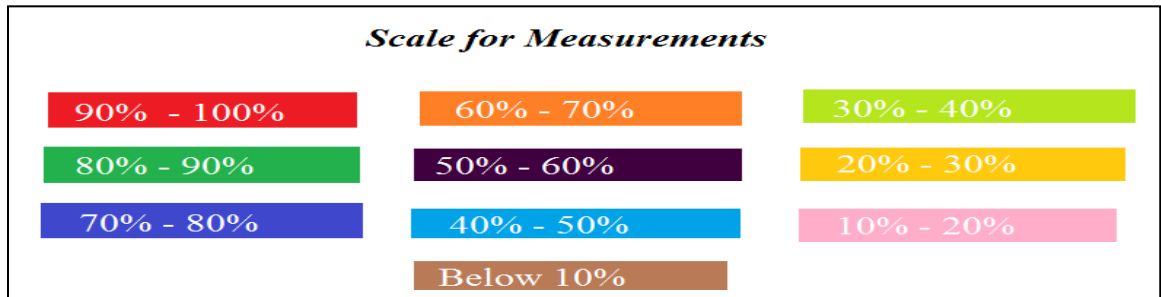 Scale for Measurements
90% - 100%
80% - 90%
70% - 80%
60% - 70%
50% - 60%
40% - 50%
Below 10%
30% - 40%
20% - 30%
10% - 20%